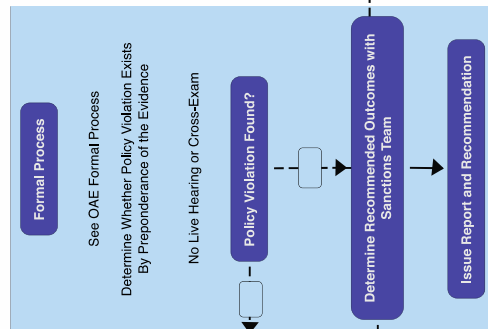 Formal Process
See OAE Formal Process
Determine Whether Policy Violation Exists
By Preponderance of the Evidence
No Live Hearing or Cross-Exam
Policy Violation Found?
Determine Recommended Outcomes with
Sanctions Team
Issue Report and Recommendation